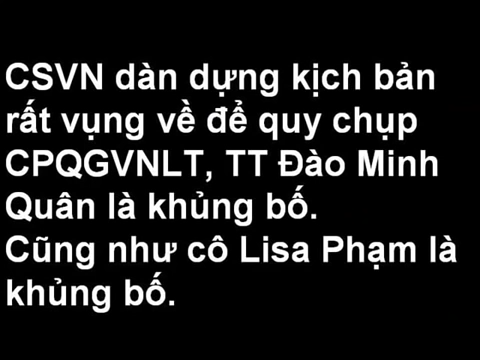 CSVN dàn dựng kịch bản
rất vụng về để quy chụp
CPQGVNLT, TT Đào Minh
Quân là khủng bố.
Cũng như cô Lisa Phạm là
khủng bố.